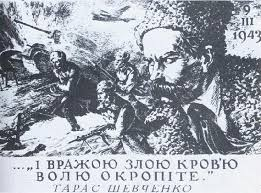 9
III
1943
..."І ВРАЖОЮ ЗЛОЮ КРОВ'Ю
ВОЛЮ ОКРОПІТЕ."
ТАРАС ШЕВЧЕНКО